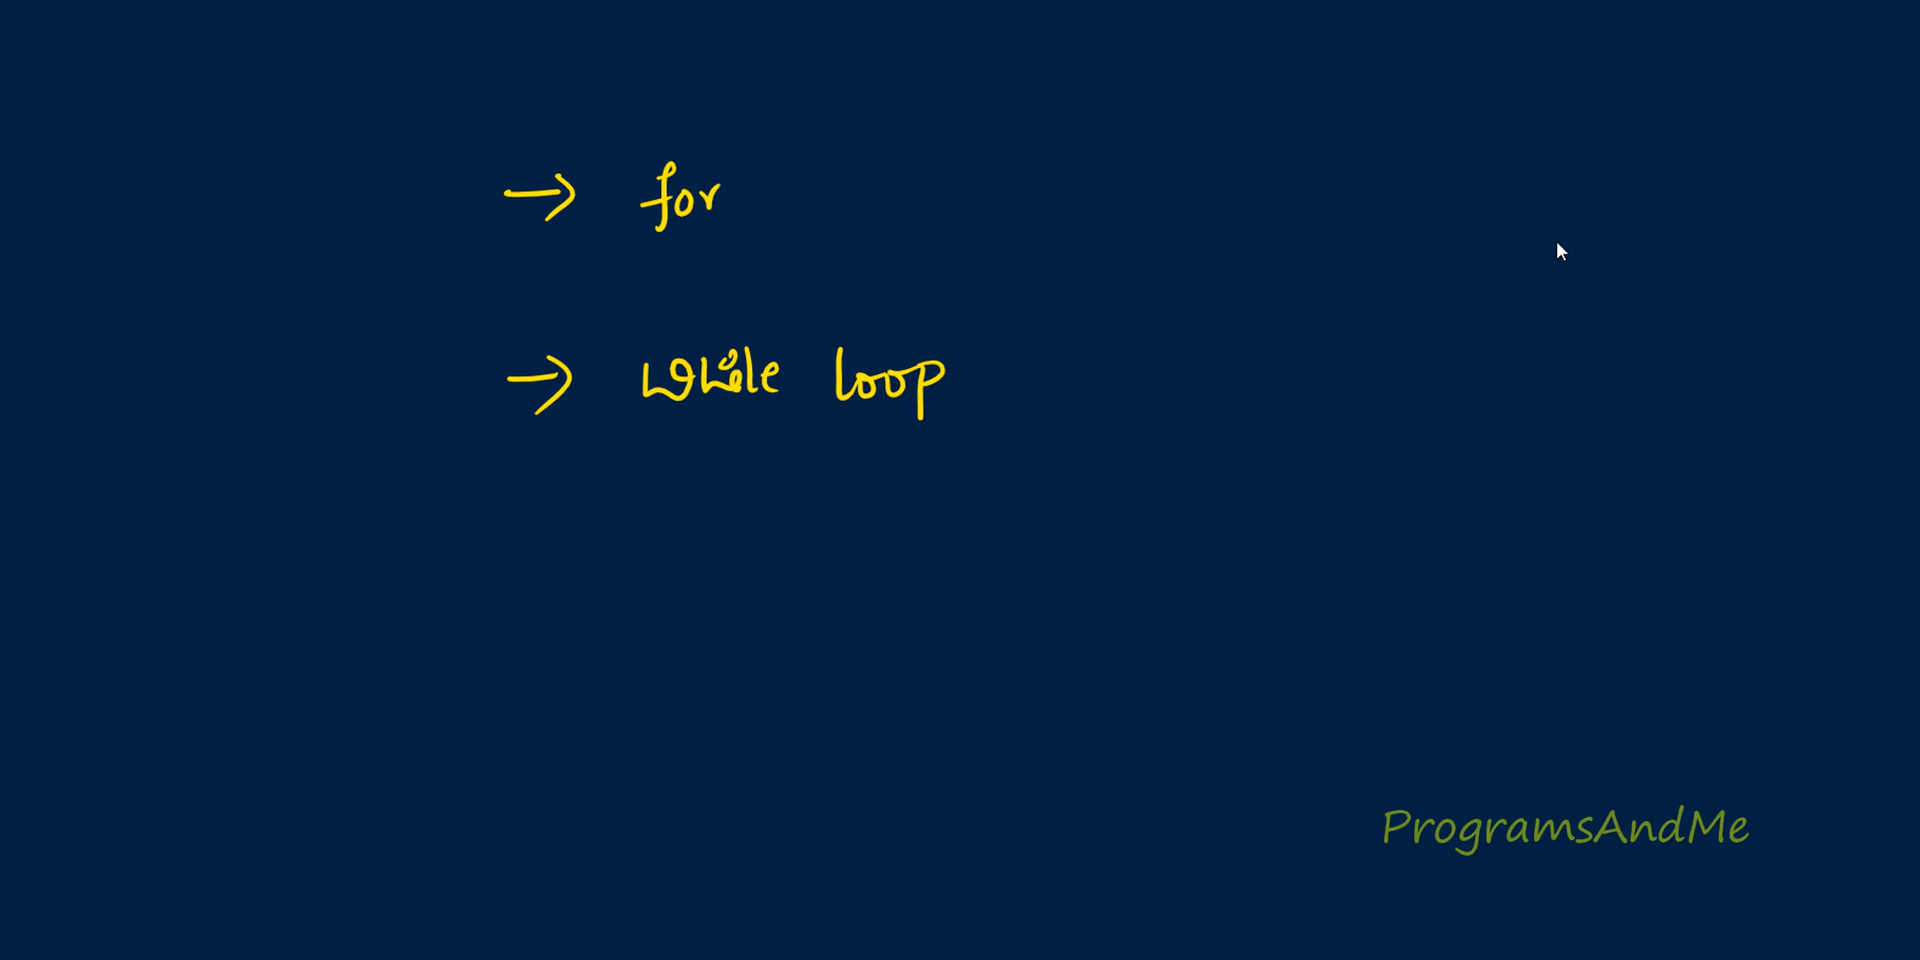 → for
→ while loop
ProgramsAndMe